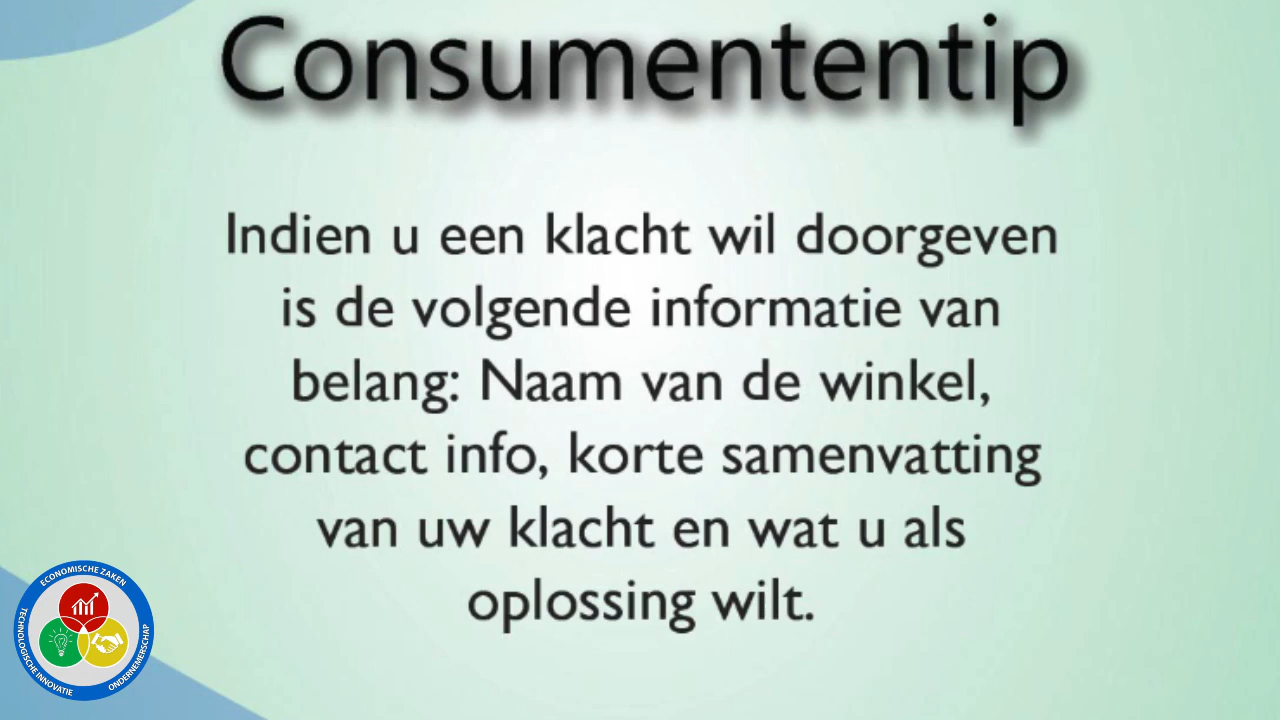 Consumententip
Indien u een klacht wil doorgeven
is de volgende informatie van
belang: Naam van de winkel,
contact info, korte samenvatting
van uw klacht en wat u als
oplossing wilt.
ECONOMISCHE ZAKEN
TECHNOLOGISCHE INNOVATIE
ONDERNEMERSCHAP